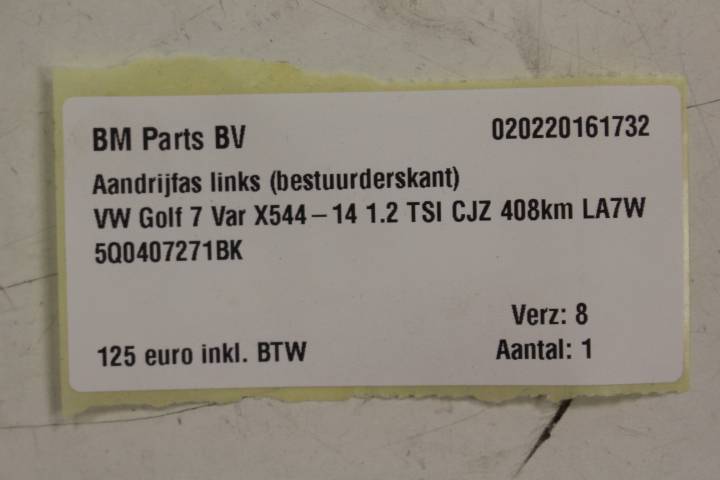 BM Parts BV 020220161732
Aandrijfas links (bestuurderskant)
VW Golf 7 Var X544-14 1.2 TSI CJZ 408km LA7W
5Q0407271BK
Verz: 8
125 euro inkl. BTW Aantal: 1